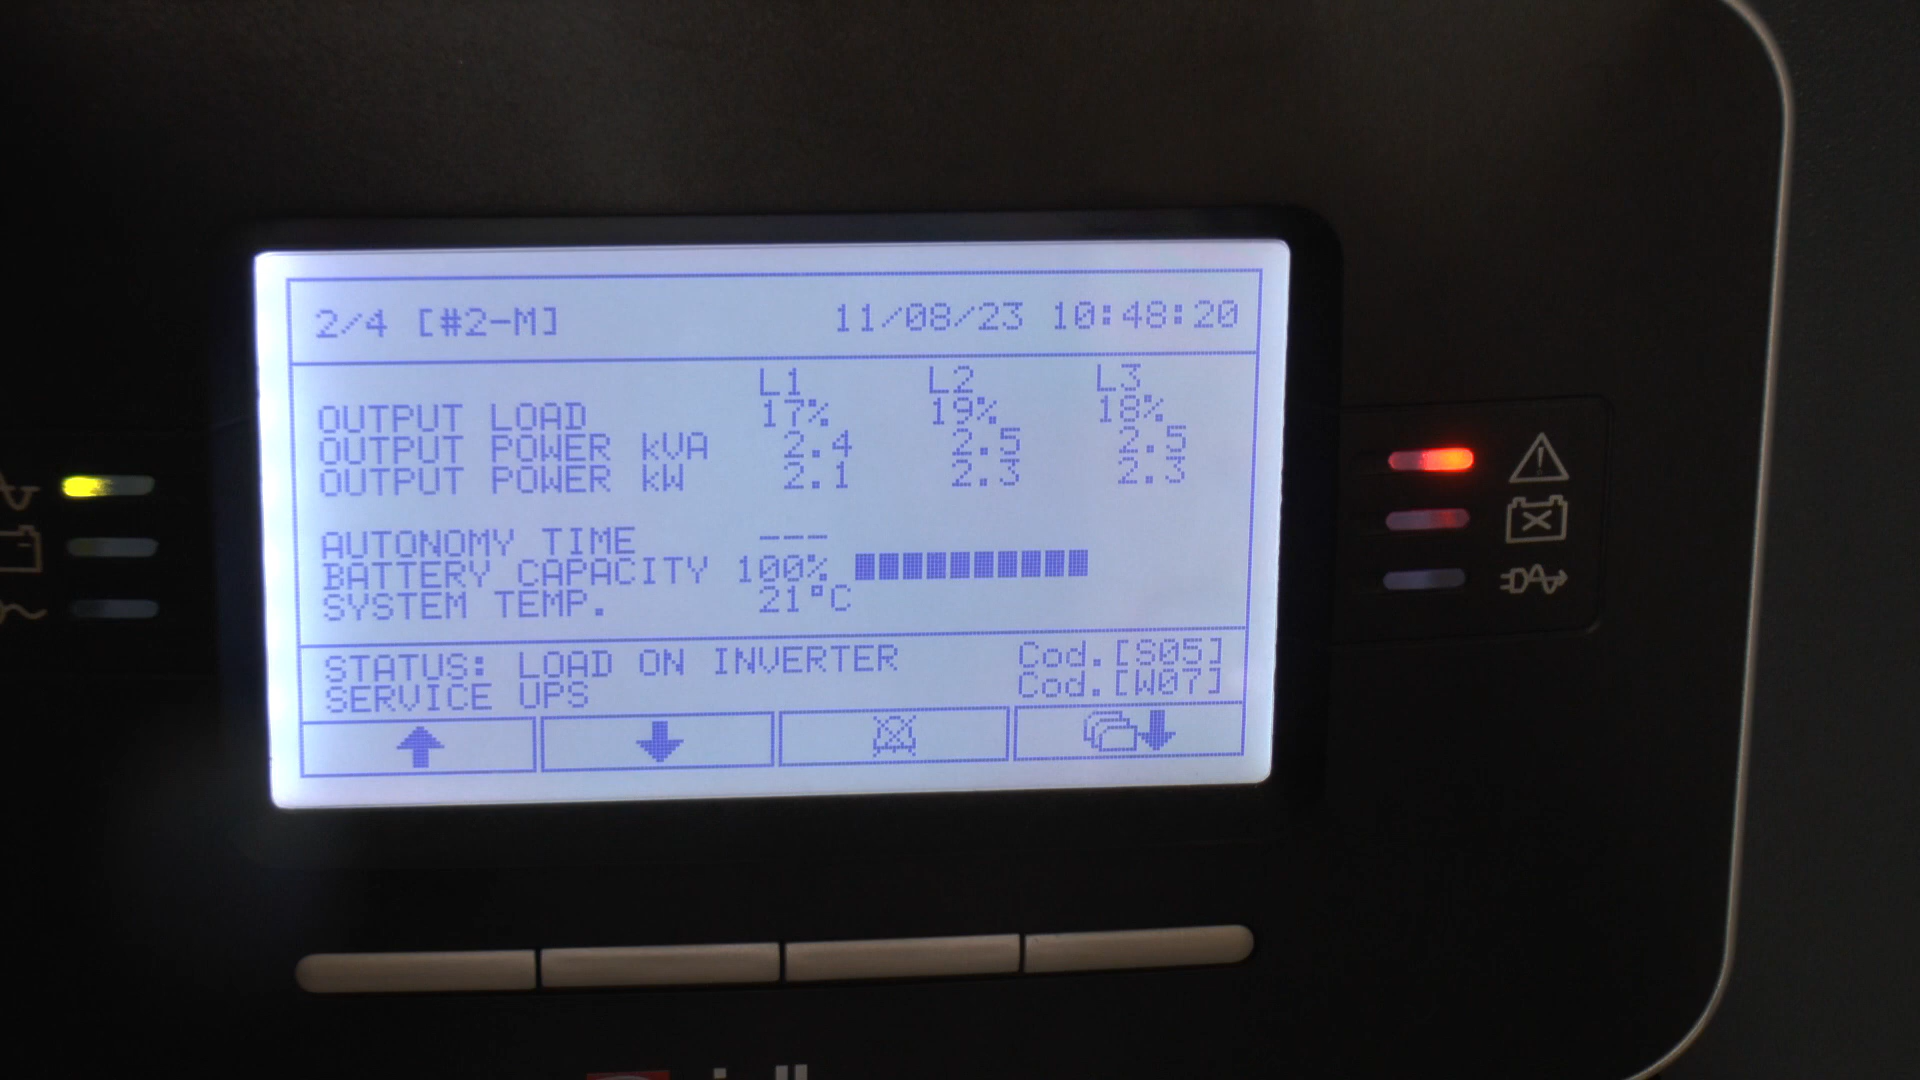 2/4 [#2-M] 11/08/23 10:48:20
L1 L2 L3
OUTPUT LOAD 17% 19% 18%
OUTPUT POWER kVA 2.4 2.5 2.5
OUTPUT POWER kW 2.1 2.3 2.3
AUTONOMY TIME ---
BATTERY CAPACITY 100%
SYSTEM TEMP. 21°C
STATUS: LOAD ON INVERTER Cod.[S05]
SERVICE UPS Cod.[W07]